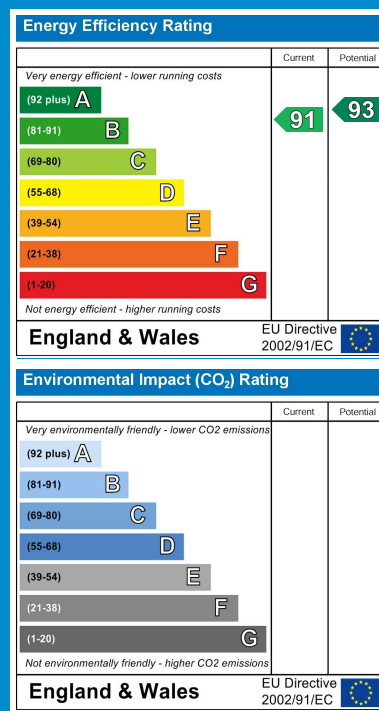 Energy Efficiency Rating
Current Potential
Very energy efficient - lower running costs
(92 plus) A
(81-91) B
(69-80) C
(55-68) D
(39-54) E
(21-38) F
(1-20) G
91
93
Not energy efficient - higher running costs
England & Wales
EU Directive
2002/91/EC
Environmental Impact (CO₂) Rating
Current Potential
Very environmentally friendly - lower CO2 emissions
(92 plus) A
(81-91) B
(69-80) C
(55-68) D
(39-54) E
(21-38) F
(1-20) G
Not environmentally friendly - higher CO2 emissions
England & Wales
EU Directive
2002/91/EC